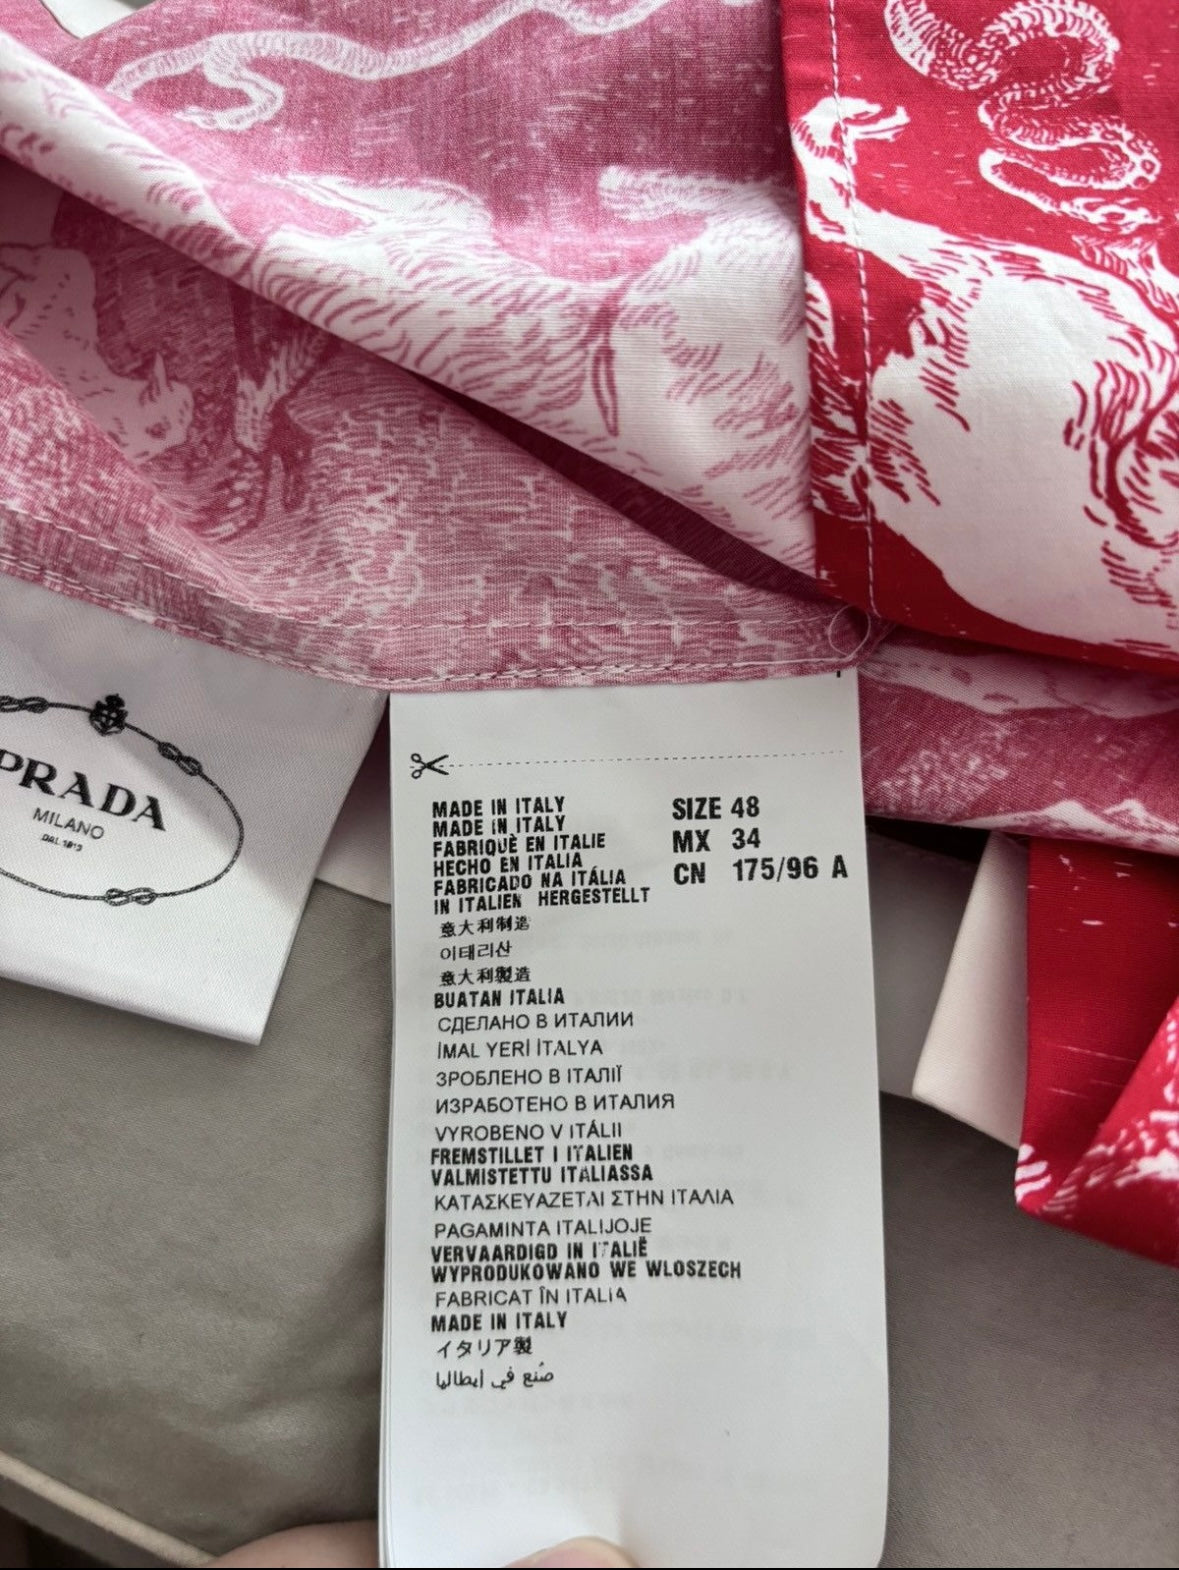 PRADA
MILANO
DAL 1913
MADE IN ITALY
MADE IN ITALY
FABRIQUÈ EN ITALIE
HECHO EN ITALIA
FABRICADO NA ITÁLIA
IN ITALIEN HERGESTELLT
意大利制造
이태리산
意大利製造
BUATAN ITALIA
СДЕЛАНО В ИТАЛИИ
İMAL YERİ İTALYA
ЗРОБЛЕНО В ІТАЛІЇ
ИЗРАБОТЕНО В ИТАЛИЯ
VYROBENO V ITÁLII
FREMSTILLET I ITALIEN
VALMISTETTU ITALIASSA
ΚΑΤΑΣΚΕΥΑΖΕΤΑΙ ΣΤΗΝ ΙΤΑΛΙΑ
PAGAMINTA ITALIJOJE
VERVAARDIGD IN ITALIË
WYPRODUKOWANO WE WLOSZECH
FABRICAT ÎN ITALIA
MADE IN ITALY
イタリア製
صُنع في إيطاليا
SIZE 48
MX 34
CN 175/96 A